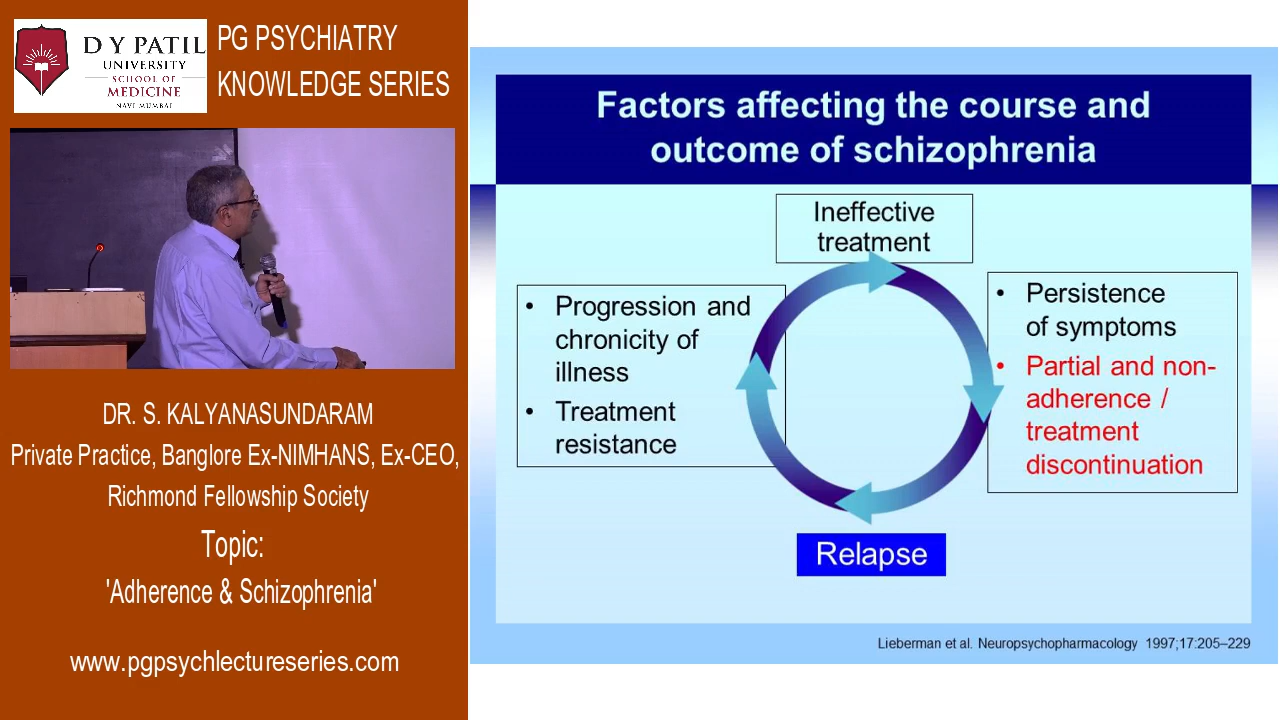 D Y PATIL
UNIVERSITY
SCHOOL OF
MEDICINE
NAVI MUMBAI
PG PSYCHIATRY
KNOWLEDGE SERIES
DR. S. KALYANASUNDARAM
Private Practice, Banglore Ex-NIMHANS, Ex-CEO,
Richmond Fellowship Society
Topic:
'Adherence & Schizophrenia'
www.pgpsychlectureseries.com
Factors affecting the course and
outcome of schizophrenia
Ineffective
treatment
• Persistence
of symptoms
• Partial and non-
adherence /
treatment
discontinuation
Relapse
• Progression and
chronicity of
illness
• Treatment
resistance
Lieberman et al. Neuropsychopharmacology 1997;17:205–229